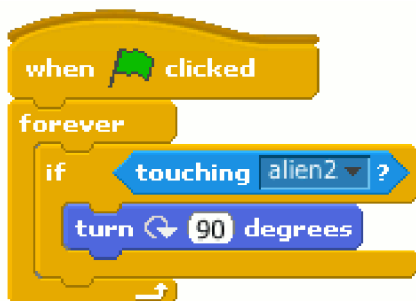 when clicked
forever
if touching alien2 ?
turn 90 degrees